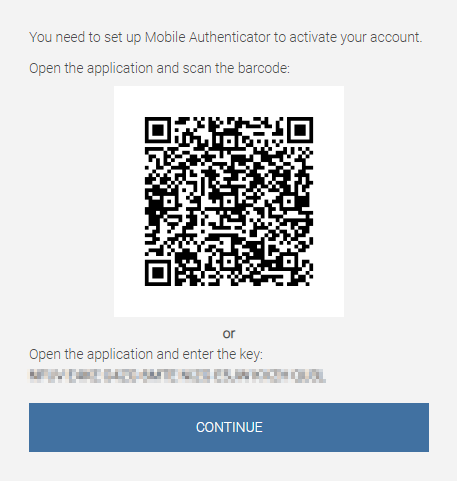 You need to set up Mobile Authenticator to activate your account.
Open the application and scan the barcode:
or
Open the application and enter the key:
CONTINUE